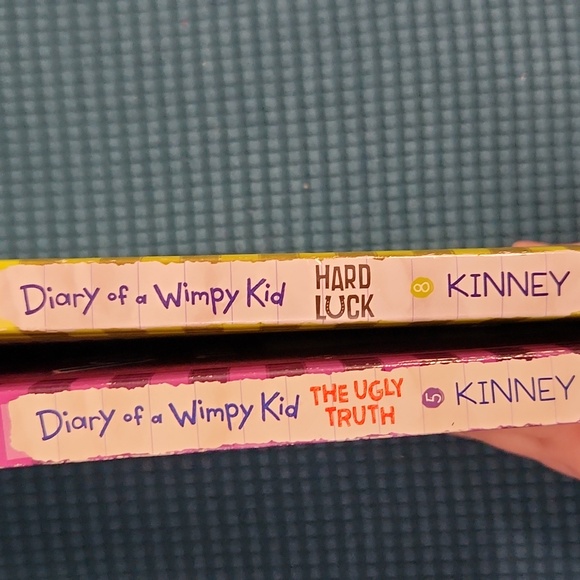 Diary of a Wimpy Kid HARD LUCK 8 KINNEY
Diary of a Wimpy Kid THE UGLY TRUTH 5 KINNEY